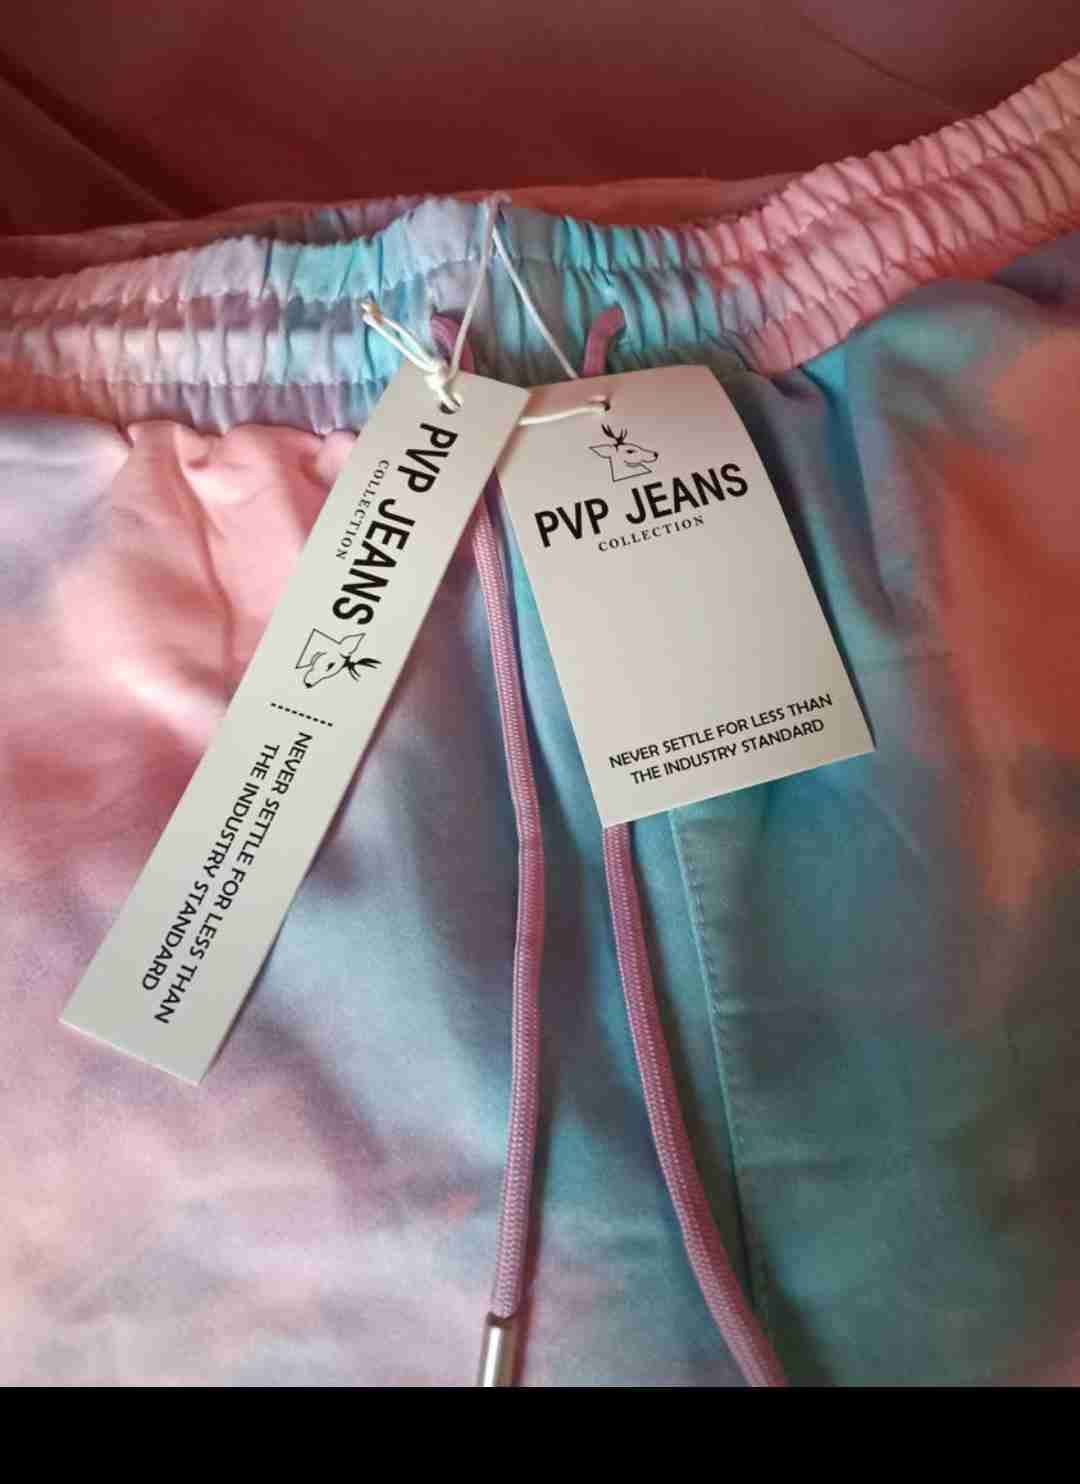 PVP JEANS
COLLECTION
NEVER SETTLE FOR LESS THAN
THE INDUSTRY STANDARD
PVP JEANS
COLLECTION
NEVER SETTLE FOR LESS THAN
THE INDUSTRY STANDARD